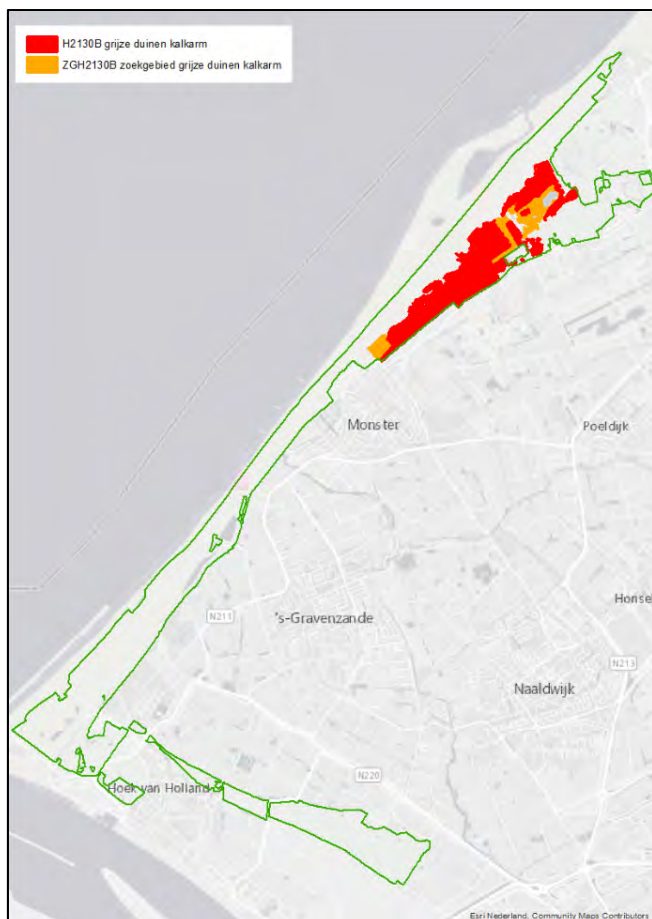 H2130B grijze duinen kalkarm
ZGH2130B zoekgebied grijze duinen kalkarm
Monster
Poeldijk
N211
's-Gravenzande
Honsel
N213
Naaldwijk
N220
Hoek van Holland
Esri Nederland, Community Maps Contributors